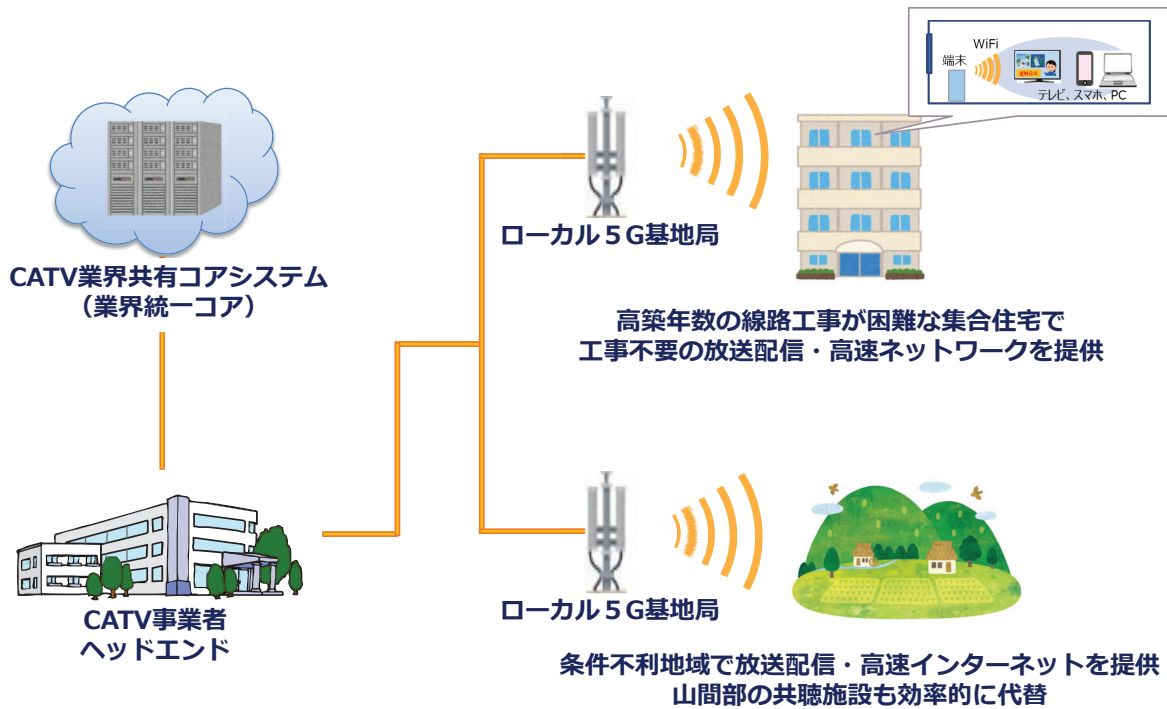 WiFi
端末
テレビ、スマホ、PC
ローカル５G基地局
CATV業界共有コアシステム
（業界統一コア）
高築年数の線路工事が困難な集合住宅で
工事不要の放送配信・高速ネットワークを提供
ローカル５G基地局
CATV事業者
ヘッドエンド
条件不利地域で放送配信・高速インターネットを提供
山間部の共聴施設も効率的に代替